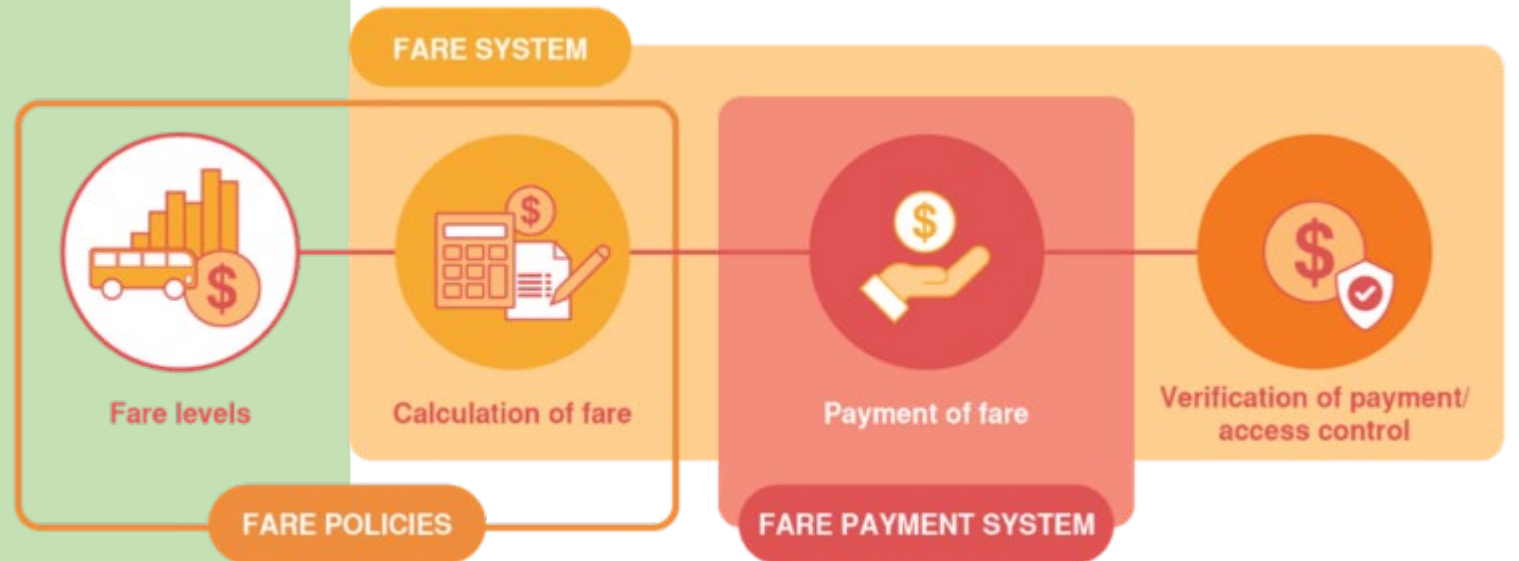 FARE SYSTEM
Fare levels
Calculation of fare
Payment of fare
Verification of payment/
access control
FARE POLICIES
FARE PAYMENT SYSTEM